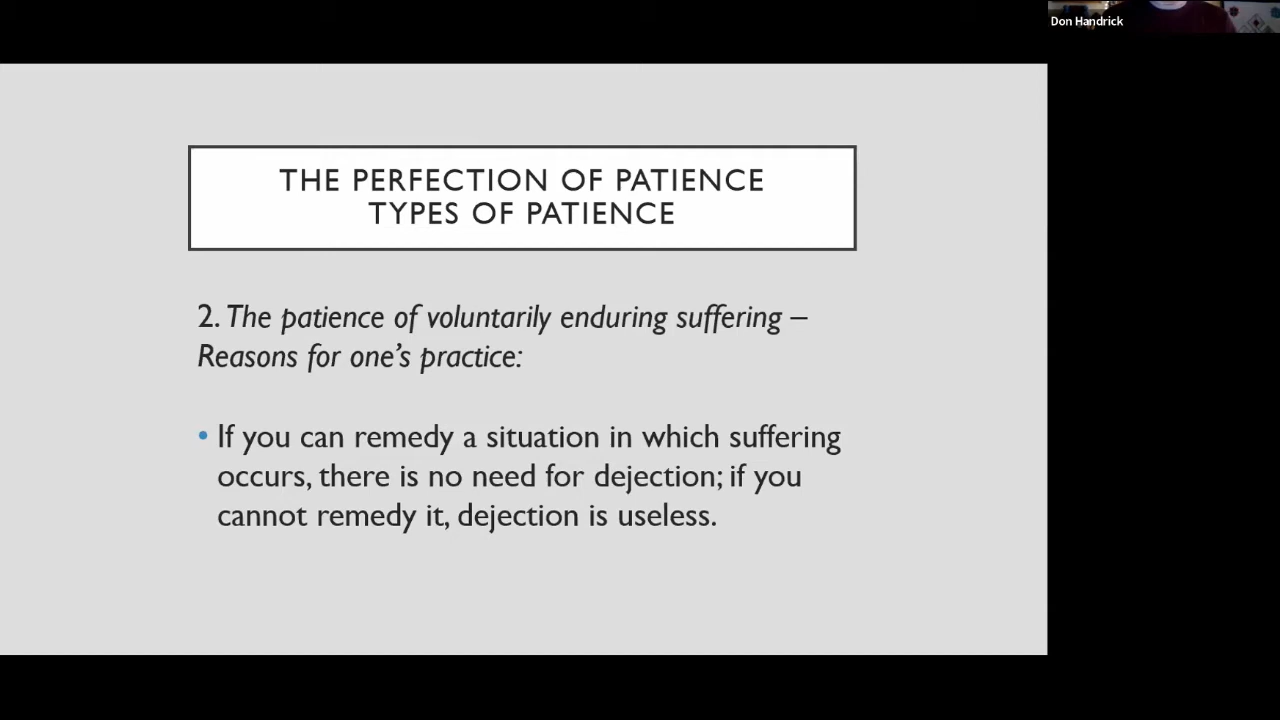 Don Handrick
THE PERFECTION OF PATIENCE
TYPES OF PATIENCE
2. The patience of voluntarily enduring suffering –
Reasons for one’s practice:
• If you can remedy a situation in which suffering
occurs, there is no need for dejection; if you
cannot remedy it, dejection is useless.